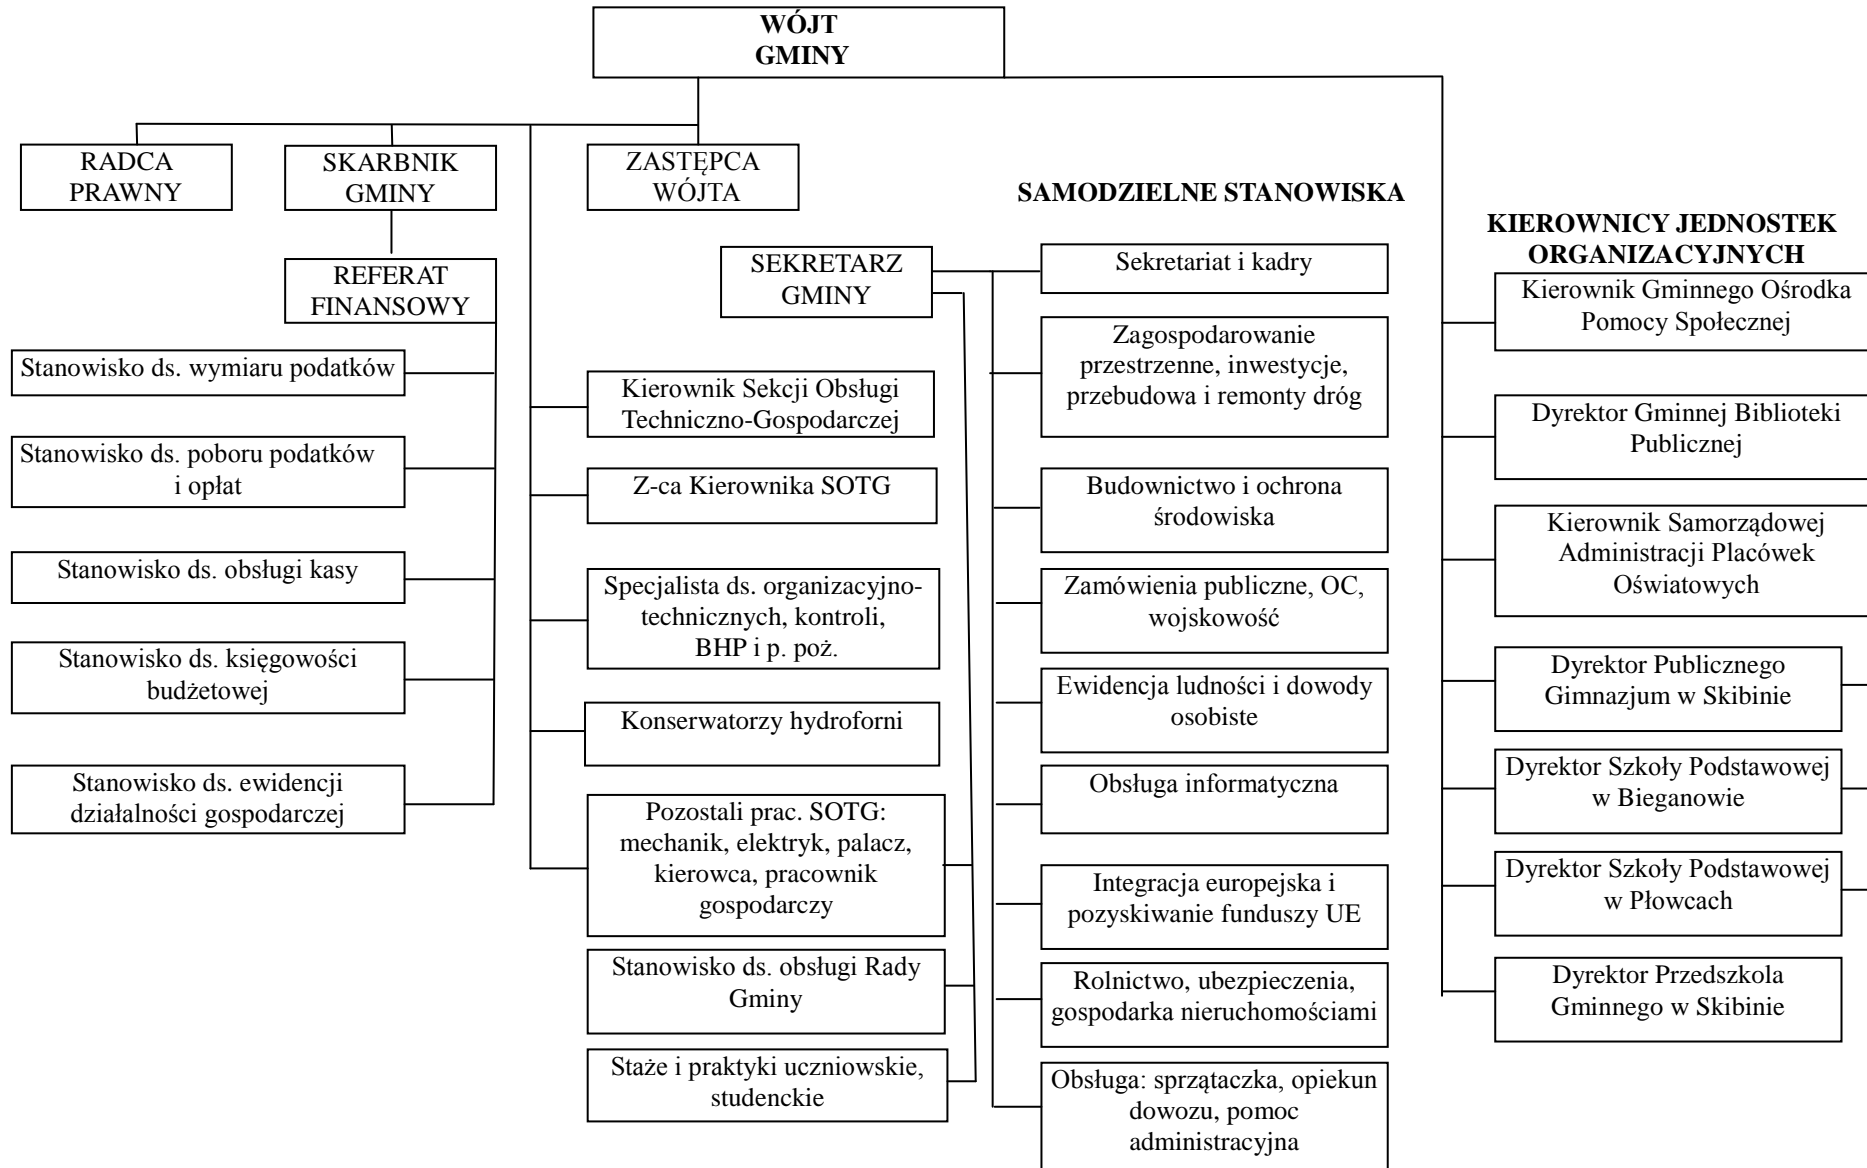 WÓJT
GMINY
RADCA
PRAWNY
SKARBNIK
GMINY
ZASTĘPCA
WÓJTA
REFERAT
FINANSOWY
Stanowisko ds. wymiaru podatków
Stanowisko ds. poboru podatków
i opłat
Stanowisko ds. obsługi kasy
Stanowisko ds. księgowości
budżetowej
Stanowisko ds. ewidencji
działalności gospodarczej
SEKRETARZ
GMINY
Kierownik Sekcji Obsługi
Techniczno-Gospodarczej
Z-ca Kierownika SOTG
Specjalista ds. organizacyjno-
technicznych, kontroli,
BHP i p. poż.
Konserwatorzy hydroforni
Pozostali prac. SOTG:
mechanik, elektryk, palacz,
kierowca, pracownik
gospodarczy
Stanowisko ds. obsługi Rady
Gminy
Staże i praktyki uczniowskie,
studenckie
SAMODZIELNE STANOWISKA
Sekretariat i kadry
Zagospodarowanie
przestrzenne, inwestycje,
przebudowa i remonty dróg
Budownictwo i ochrona
środowiska
Zamówienia publiczne, OC,
wojskowość
Ewidencja ludności i dowody
osobiste
Obsługa informatyczna
Integracja europejska i
pozyskiwanie funduszy UE
Rolnictwo, ubezpieczenia,
gospodarka nieruchomościami
Obsługa: sprzątaczka, opiekun
dowozu, pomoc
administracyjna
KIEROWNICY JEDNOSTEK
ORGANIZACYJNYCH
Kierownik Gminnego Ośrodka
Pomocy Społecznej
Dyrektor Gminnej Biblioteki
Publicznej
Kierownik Samorządowej
Administracji Placówek
Oświatowych
Dyrektor Publicznego
Gimnazjum w Skibinie
Dyrektor Szkoły Podstawowej
w Bieganowie
Dyrektor Szkoły Podstawowej
w Płowcach
Dyrektor Przedszkola
Gminnego w Skibinie